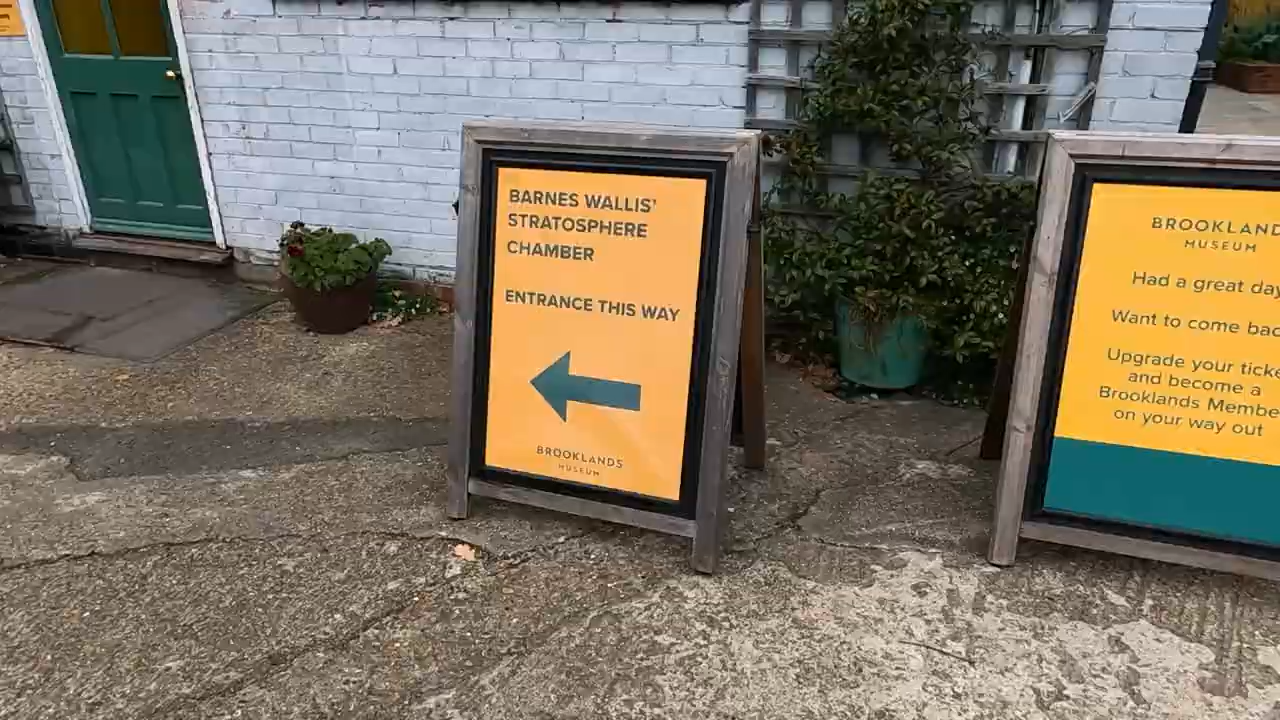 BARNES WALLIS'
STRATOSPHERE
CHAMBER
ENTRANCE THIS WAY
BROOKLANDS
MUSEUM
BROOKLAND
MUSEUM
Had a great day
Want to come bac
Upgrade your ticke
and become a
Brooklands Membe
on your way out